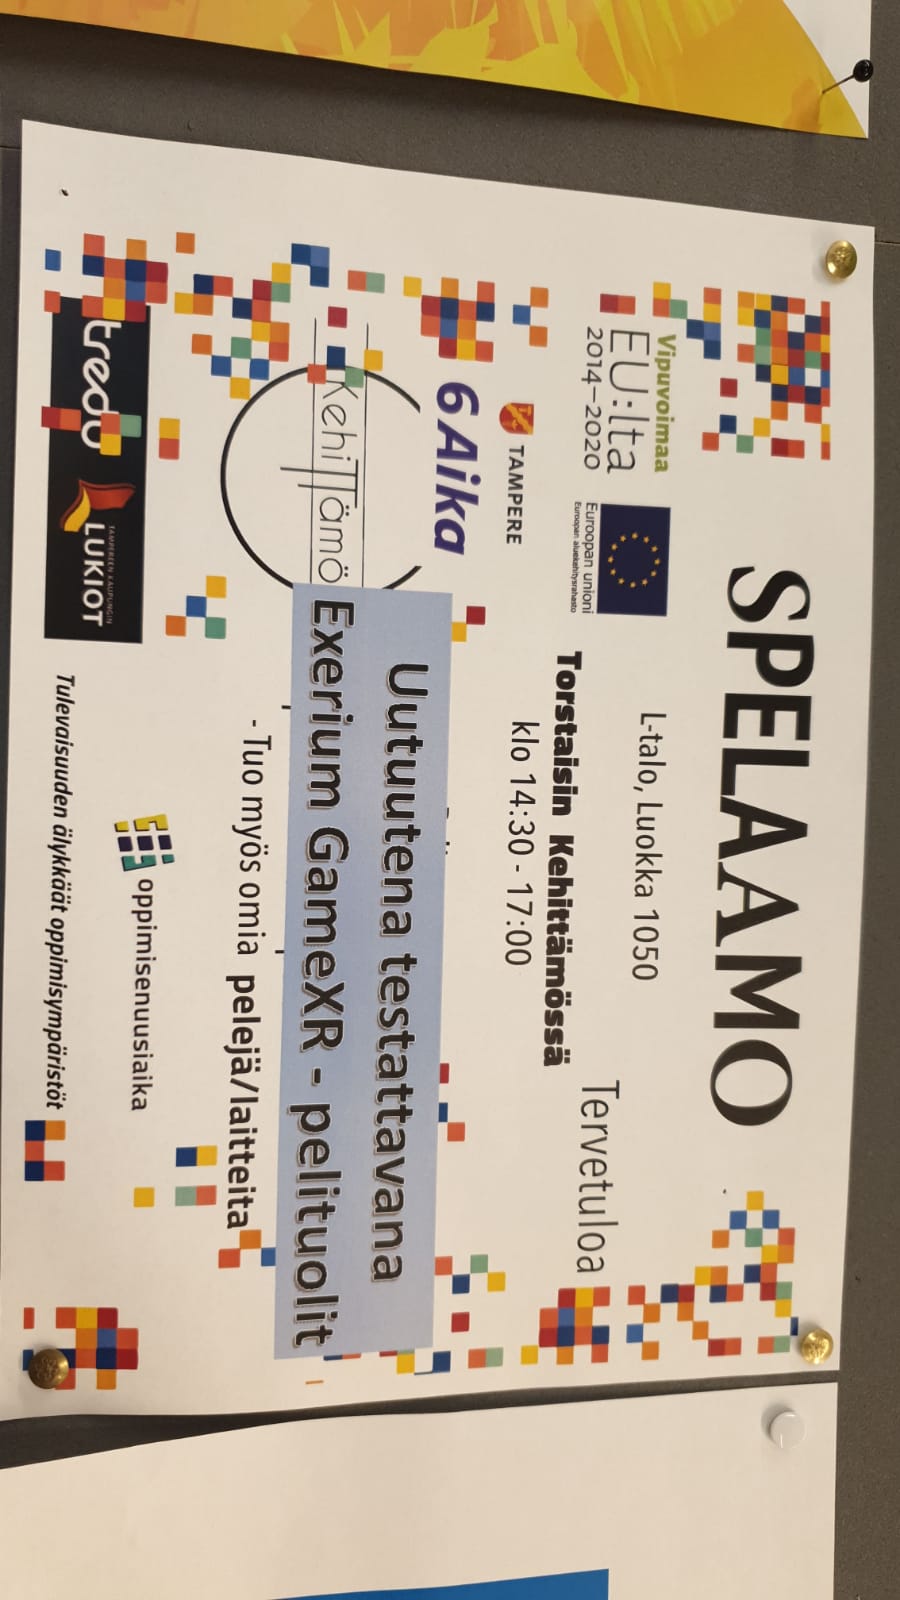 SPELAAMO
Vipuvoimaa
EU:lta
2014–2020
Euroopan unioni
Euroopan aluekehitysrahasto
L-talo, Luokka 1050
Tervetuloa
Torstaisin Kehittämössä
klo 14:30 - 17:00
TAMPERE
6Aika
KehiTTämö
Uutuutena testattavana
Exerium GameXR - pelituolit
- Tuo myös omia pelejä/laitteita
oppimisenuusiaika
tredu
TAMPEREEN KAUPUNGIN
LUKIOT
Tulevaisuuden älykkäät oppimisympäristöt